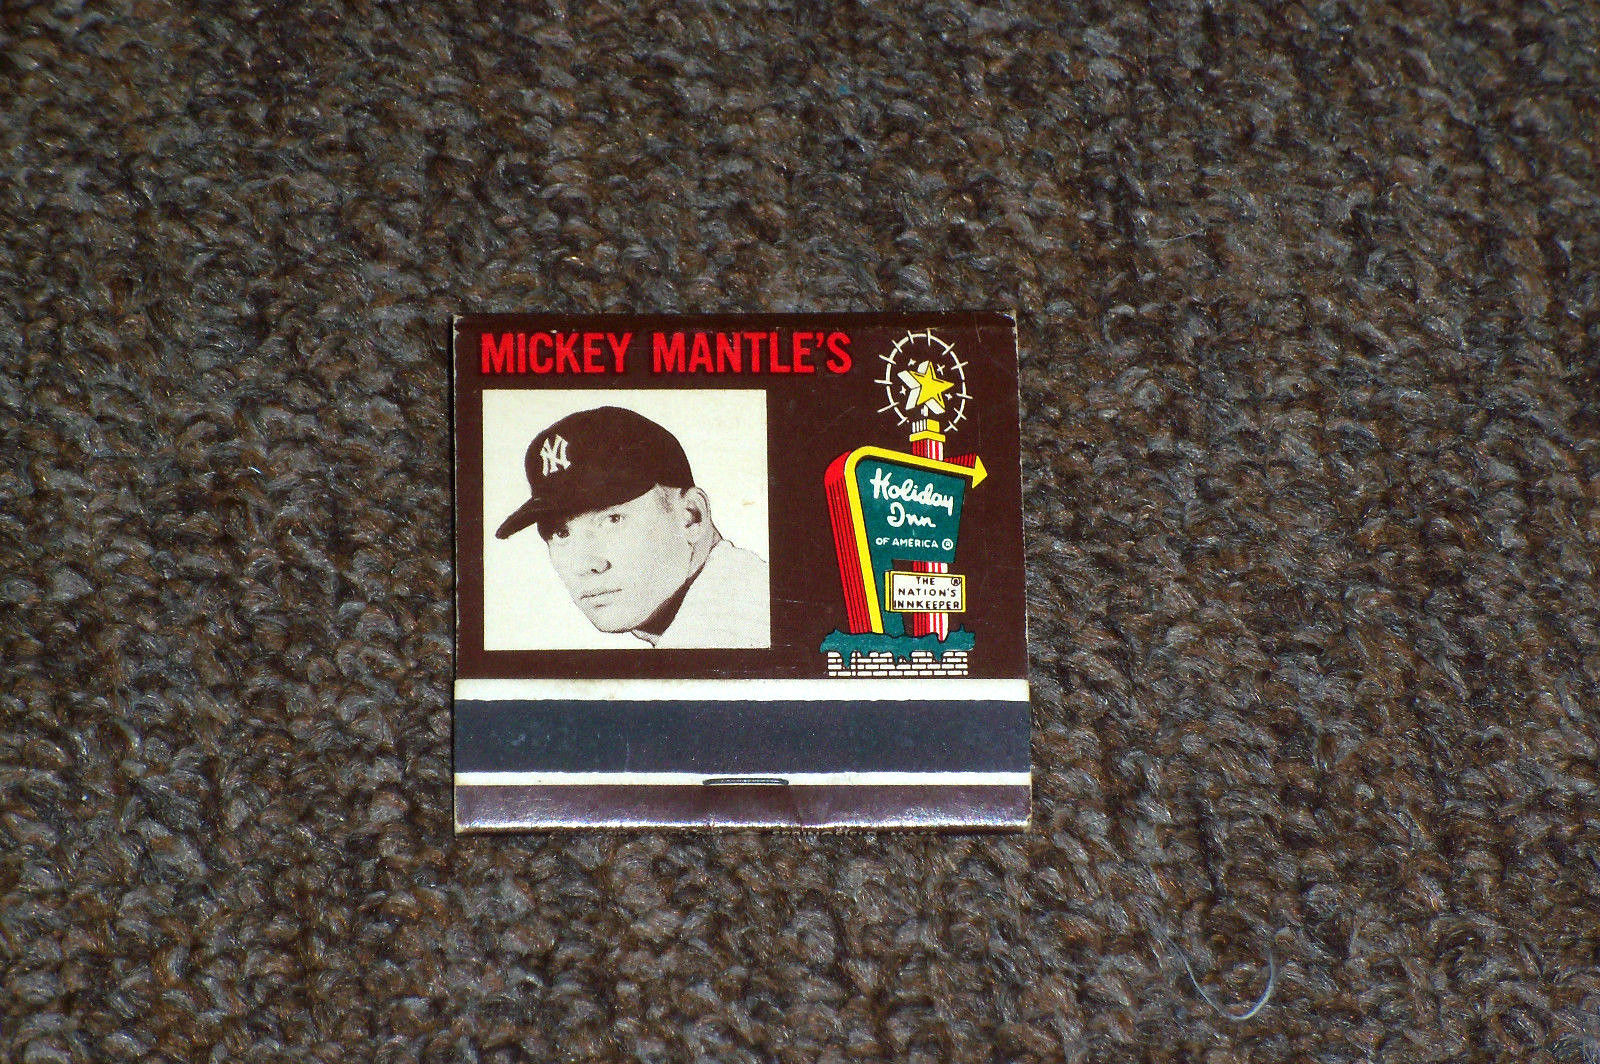 MICKEY MANTLE'S
NY
Holiday
Inn
OF AMERICA ®
THE ®
NATION'S
INNKEEPER